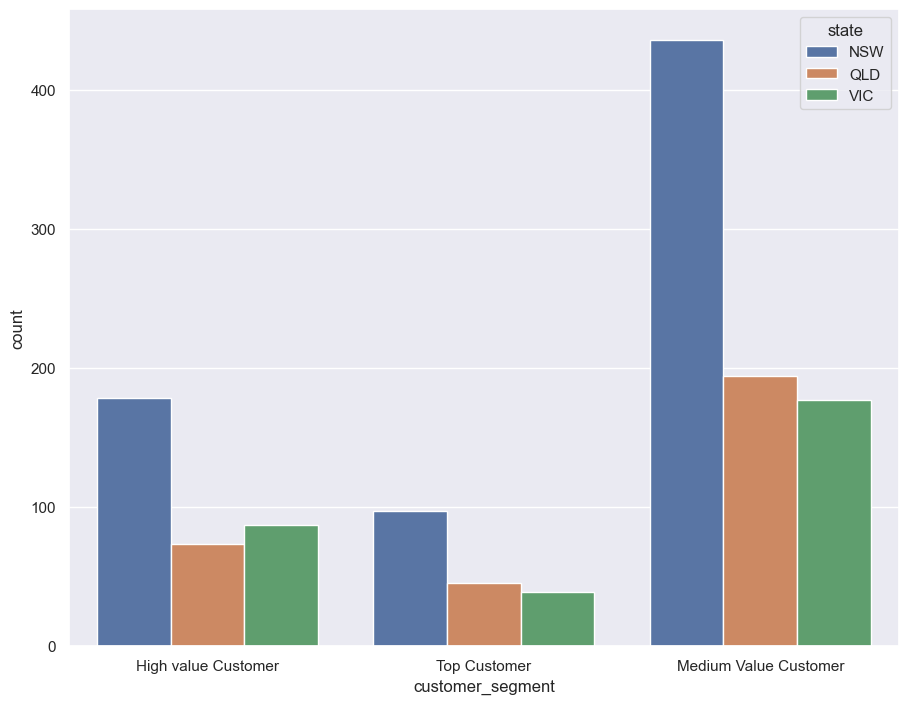 state
NSW
QLD
VIC
count
400
300
200
100
0
High value Customer
Top Customer
Medium Value Customer
customer_segment